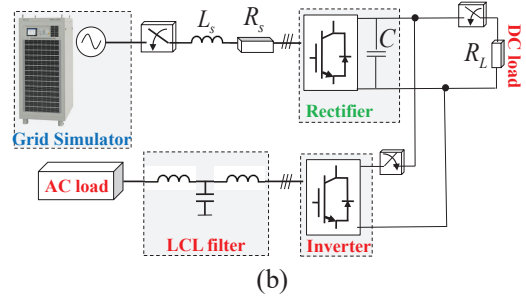 L_s
R_s
C
R_L
DC load
Rectifier
Grid Simulator
AC load
LCL filter
Inverter
(b)